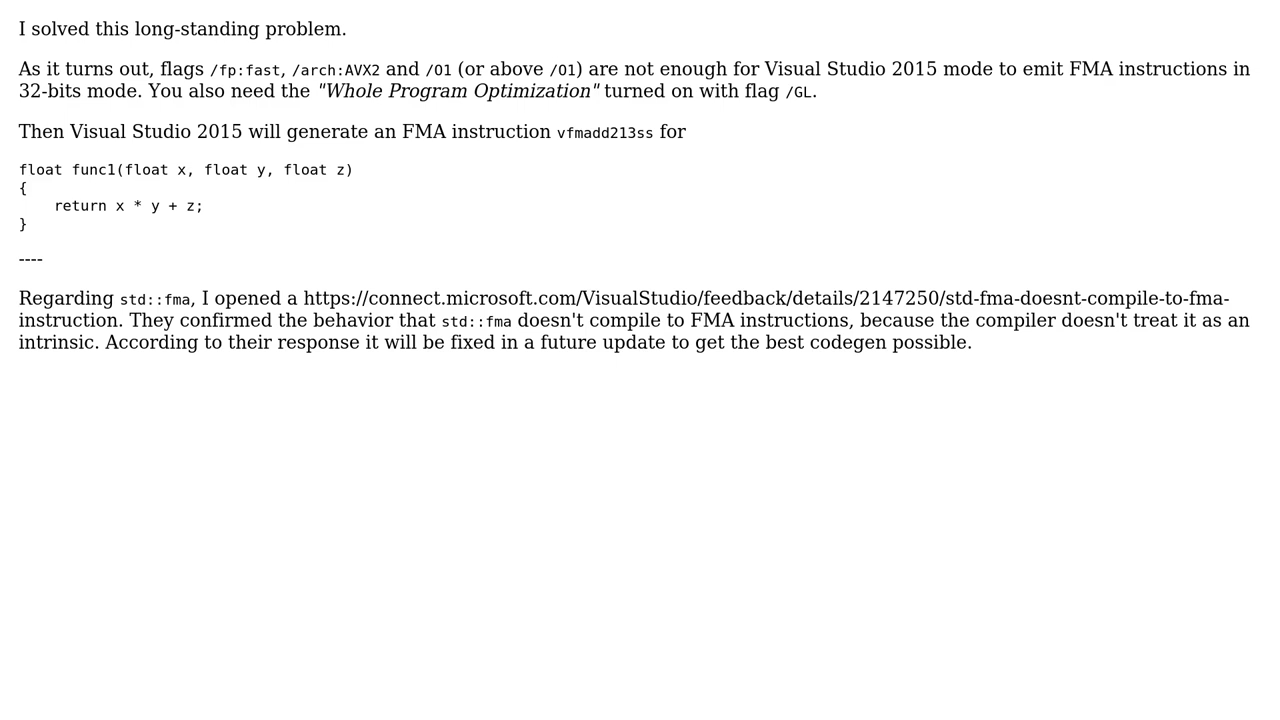 I solved this long-standing problem.
As it turns out, flags /fp:fast, /arch:AVX2 and /O1 (or above /O1) are not enough for Visual Studio 2015 mode to emit FMA instructions in
32-bits mode. You also need the "Whole Program Optimization" turned on with flag /GL.
Then Visual Studio 2015 will generate an FMA instruction vfmadd213ss for
float func1(float x, float y, float z)
{
    return x * y + z;
}
----
Regarding std::fma, I opened a https://connect.microsoft.com/VisualStudio/feedback/details/2147250/std-fma-doesnt-compile-to-fma-
instruction. They confirmed the behavior that std::fma doesn't compile to FMA instructions, because the compiler doesn't treat it as an
intrinsic. According to their response it will be fixed in a future update to get the best codegen possible.